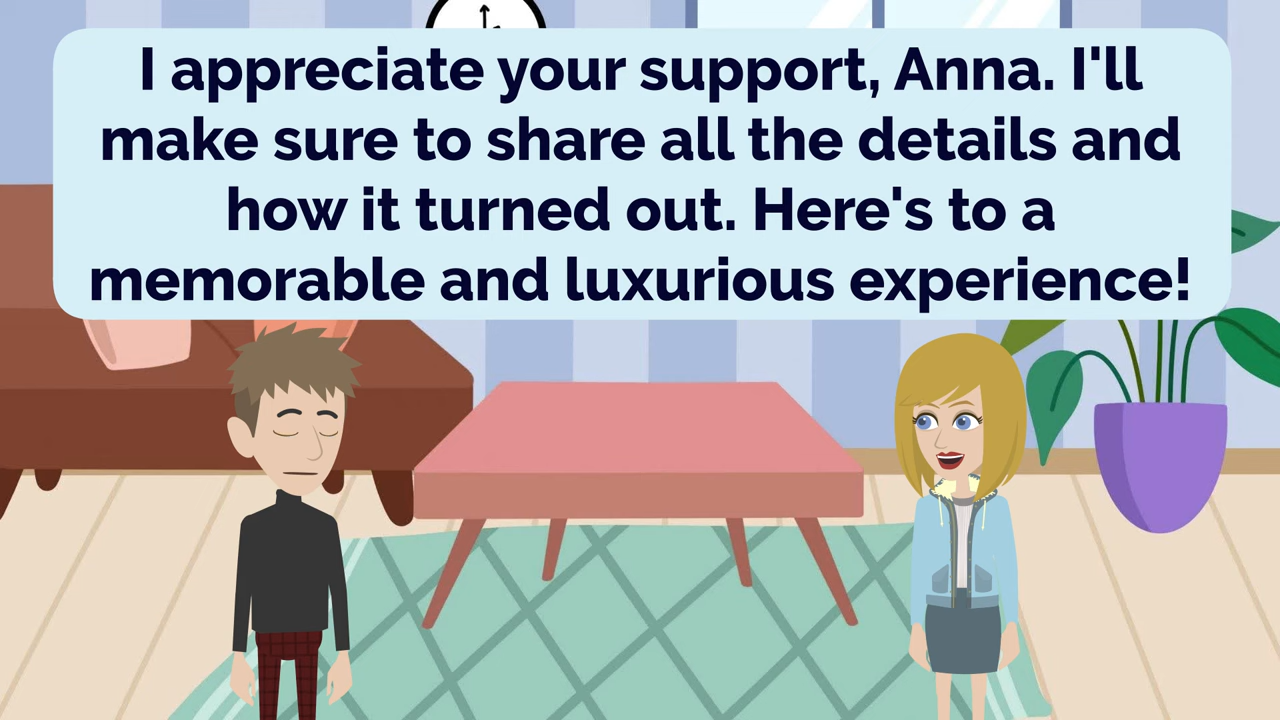 I appreciate your support, Anna. I'll
make sure to share all the details and
how it turned out. Here's to a
memorable and luxurious experience!